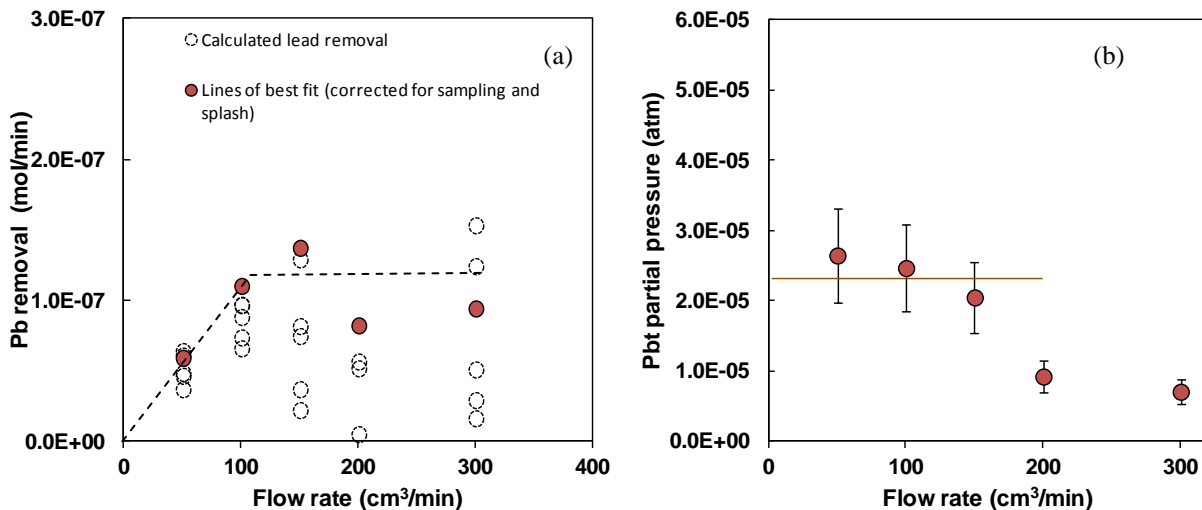 3.0E-07
2.0E-07
1.0E-07
0.0E+00
Pb removal (mol/min)
Calculated lead removal
(a)
Lines of best fit (corrected for sampling and
splash)
0 100 200 300 400
Flow rate (cm³/min)
6.0E-05
5.0E-05
4.0E-05
3.0E-05
2.0E-05
1.0E-05
0.0E+00
Pbt partial pressure (atm)
(b)
0 100 200 300
Flow rate (cm³/min)